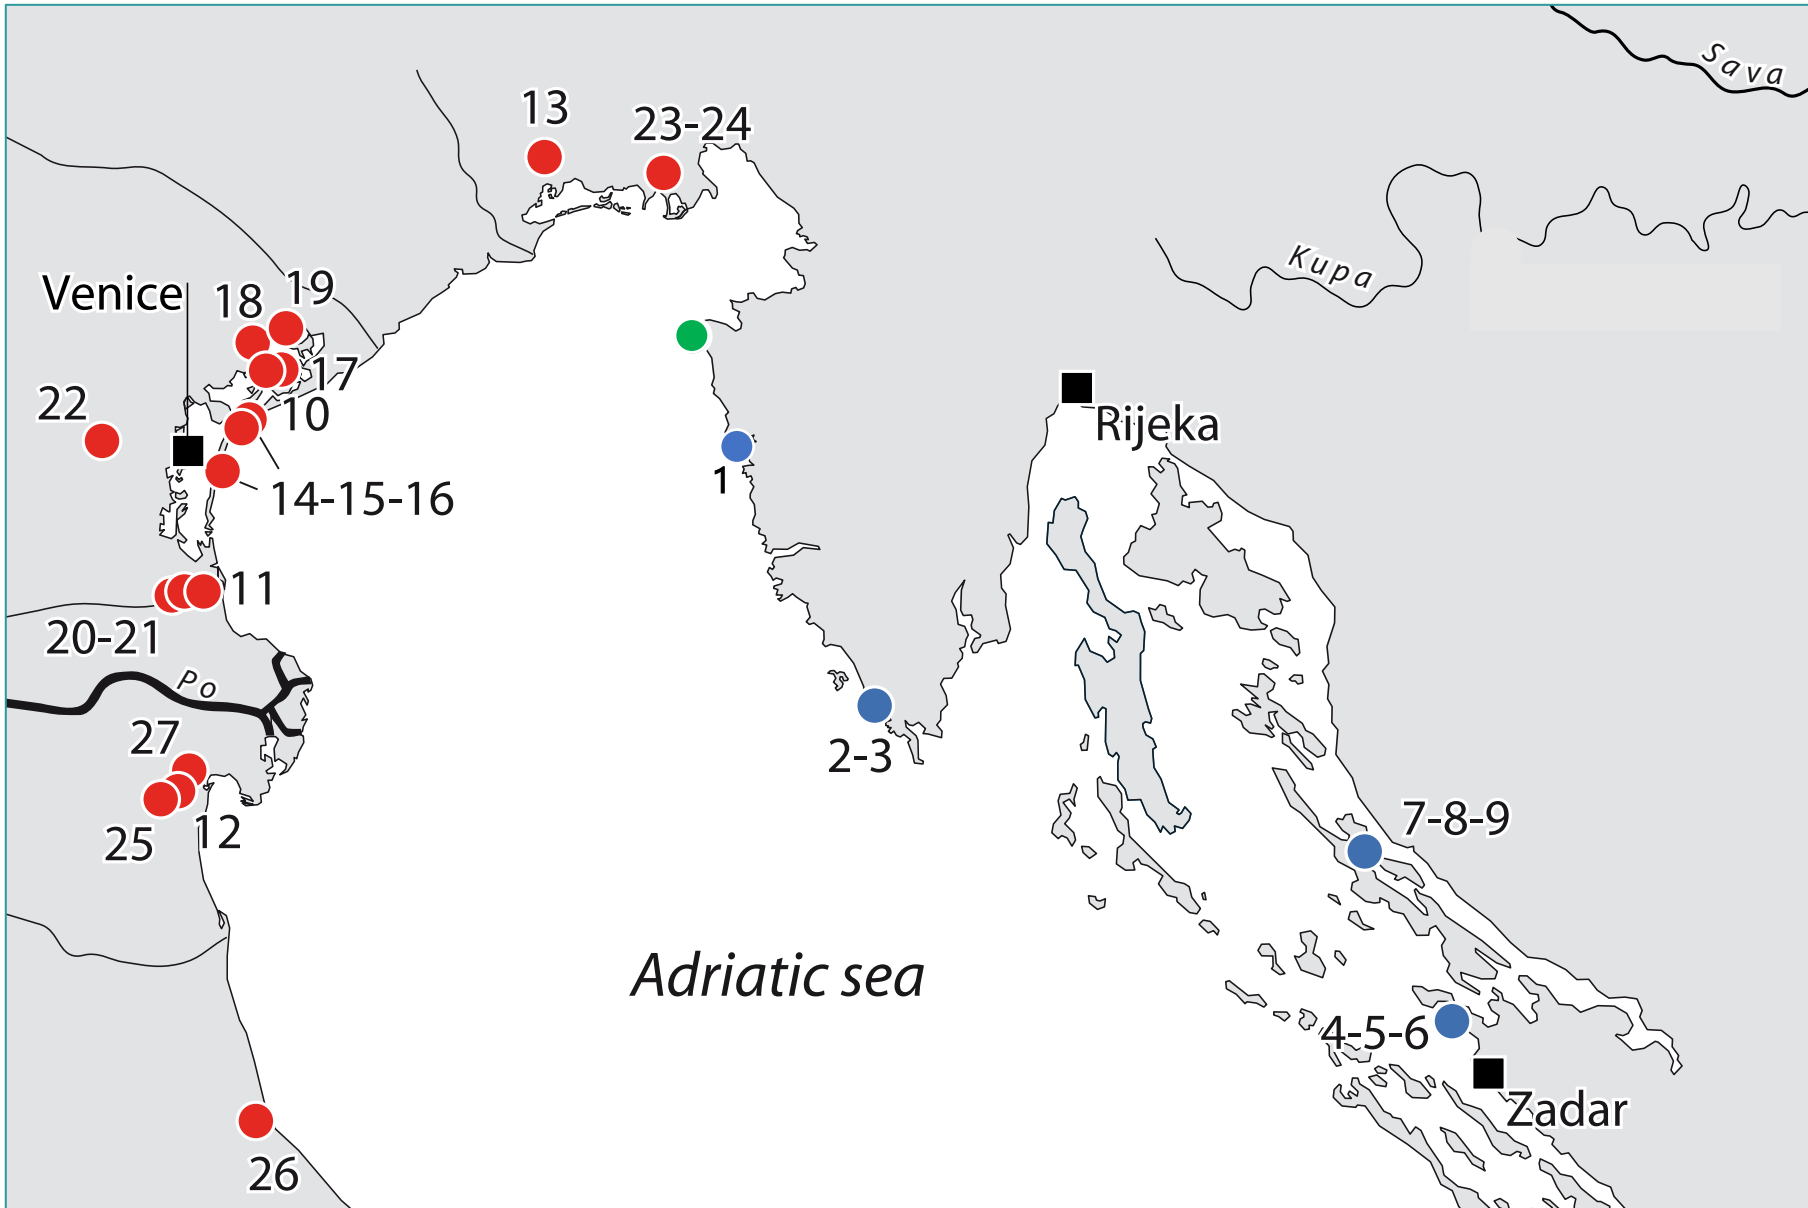 Sava
13
23-24
Kupa
Venice
18
19
17
22
10
Rijeka
1
14-15-16
11
20-21
Po
27
2-3
25
12
7-8-9
Adriatic sea
4-5-6
Zadar
26